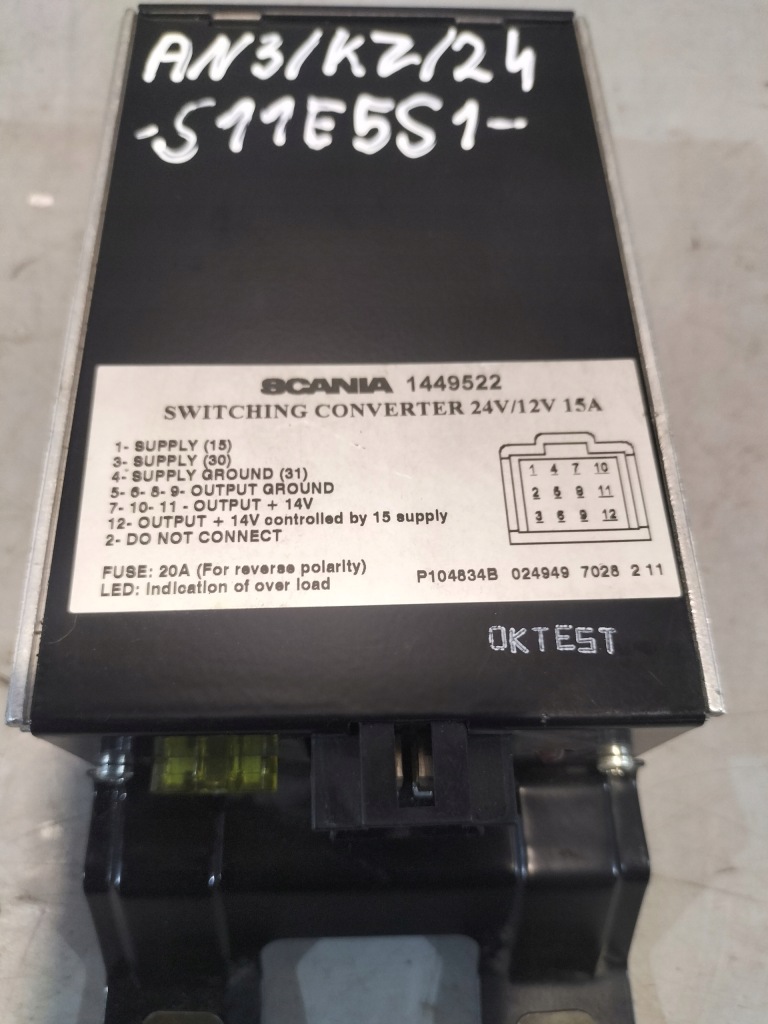 AN3/KZ/24
-S11E5S1-
SCANIA 1449522
SWITCHING CONVERTER 24V/12V 15A
1- SUPPLY (15)
3- SUPPLY (30)
4- SUPPLY GROUND (31)
5- 6- 8- 9- OUTPUT GROUND
7- 10- 11 - OUTPUT + 14V
12- OUTPUT + 14V controlled by 15 supply
2- DO NOT CONNECT
FUSE: 20A (For reverse polarity)
LED: Indication of over load
1 4 7 10
2 5 8 11
3 6 9 12
P104834B 024949 7028 2 11
OKTEST